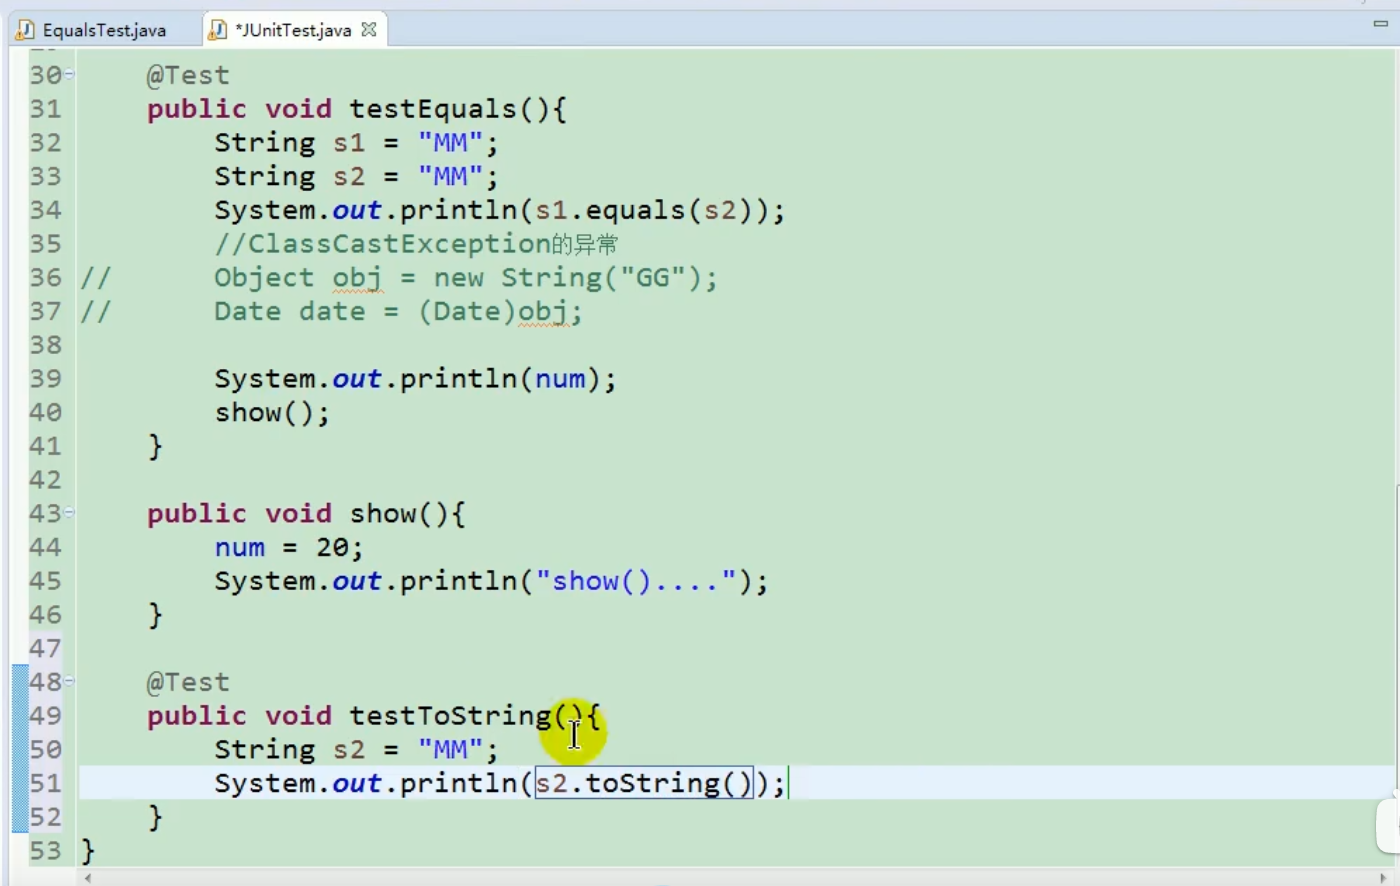 EqualsTest.java *JUnitTest.java
30 @Test
31 public void testEquals(){
32 String s1 = "MM";
33 String s2 = "MM";
34 System.out.println(s1.equals(s2));
35 //ClassCastException的异常
36 // Object obj = new String("GG");
37 // Date date = (Date)obj;
38
39 System.out.println(num);
40 show();
41 }
42
43 public void show(){
44 num = 20;
45 System.out.println("show()....");
46 }
47
48 @Test
49 public void testToString(){
50 String s2 = "MM";
51 System.out.println(s2.toString());
52 }
53 }